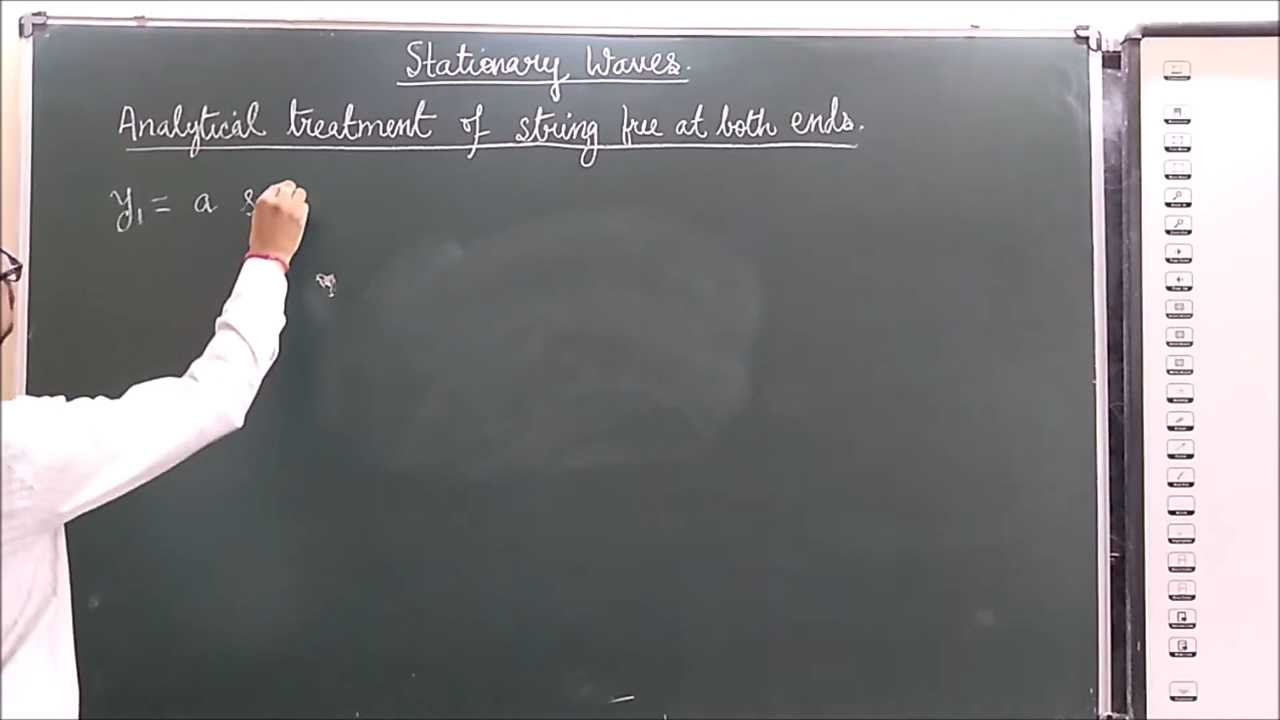 Stationary Waves.
Analytical treatment of string free at both ends.
y₁ = a s